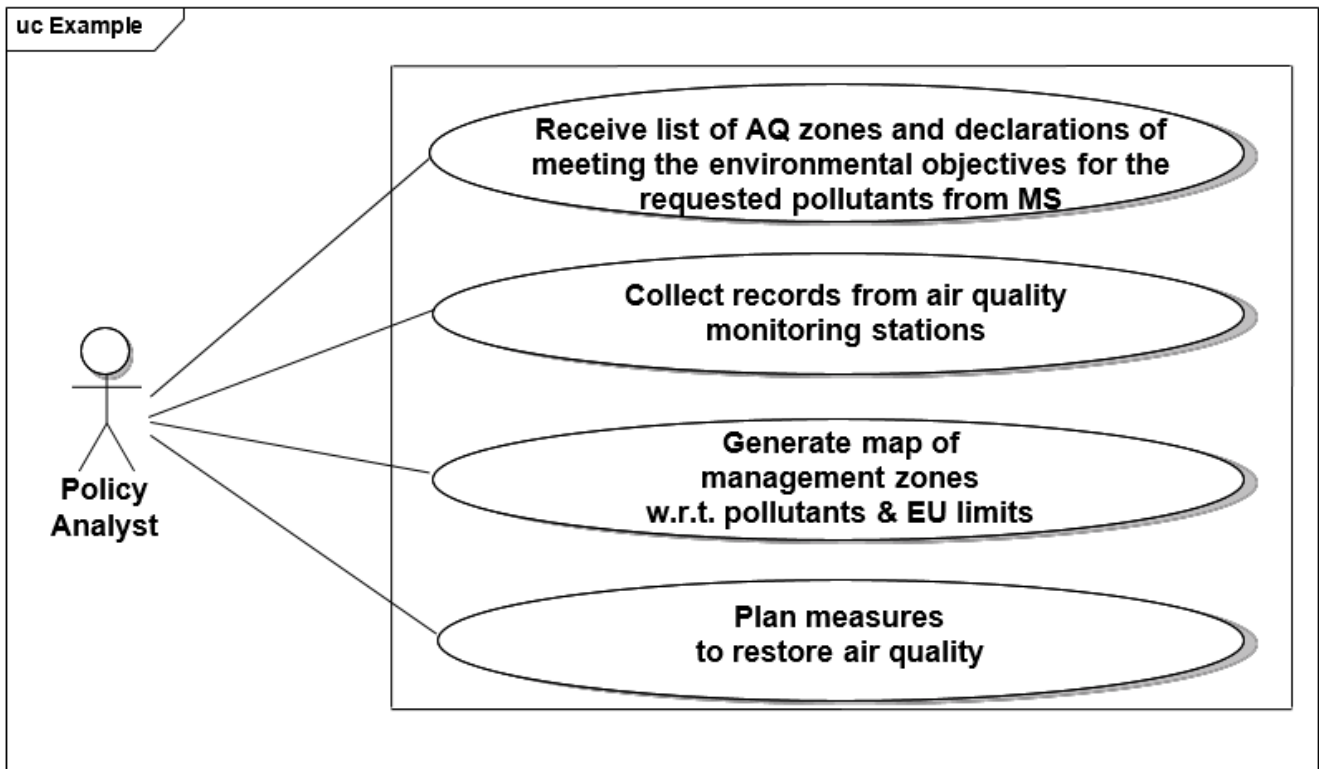 uc Example
Receive list of AQ zones and declarations of
meeting the environmental objectives for the
requested pollutants from MS
Collect records from air quality
monitoring stations
Generate map of
management zones
w.r.t. pollutants & EU limits
Plan measures
to restore air quality
Policy
Analyst